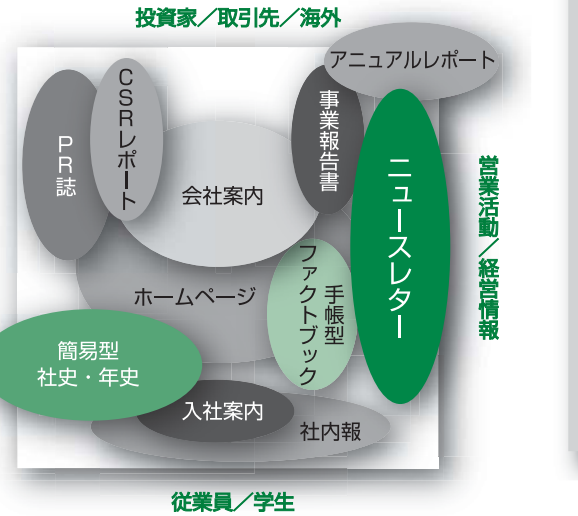 投資家／取引先／海外
アニュアルレポート
CSRレポート
PR誌
事業報告書
会社案内
ニュースレター
営業活動／経営情報
ホームページ
手帳型
ファクトブック
簡易型
社史・年史
入社案内
社内報
従業員／学生